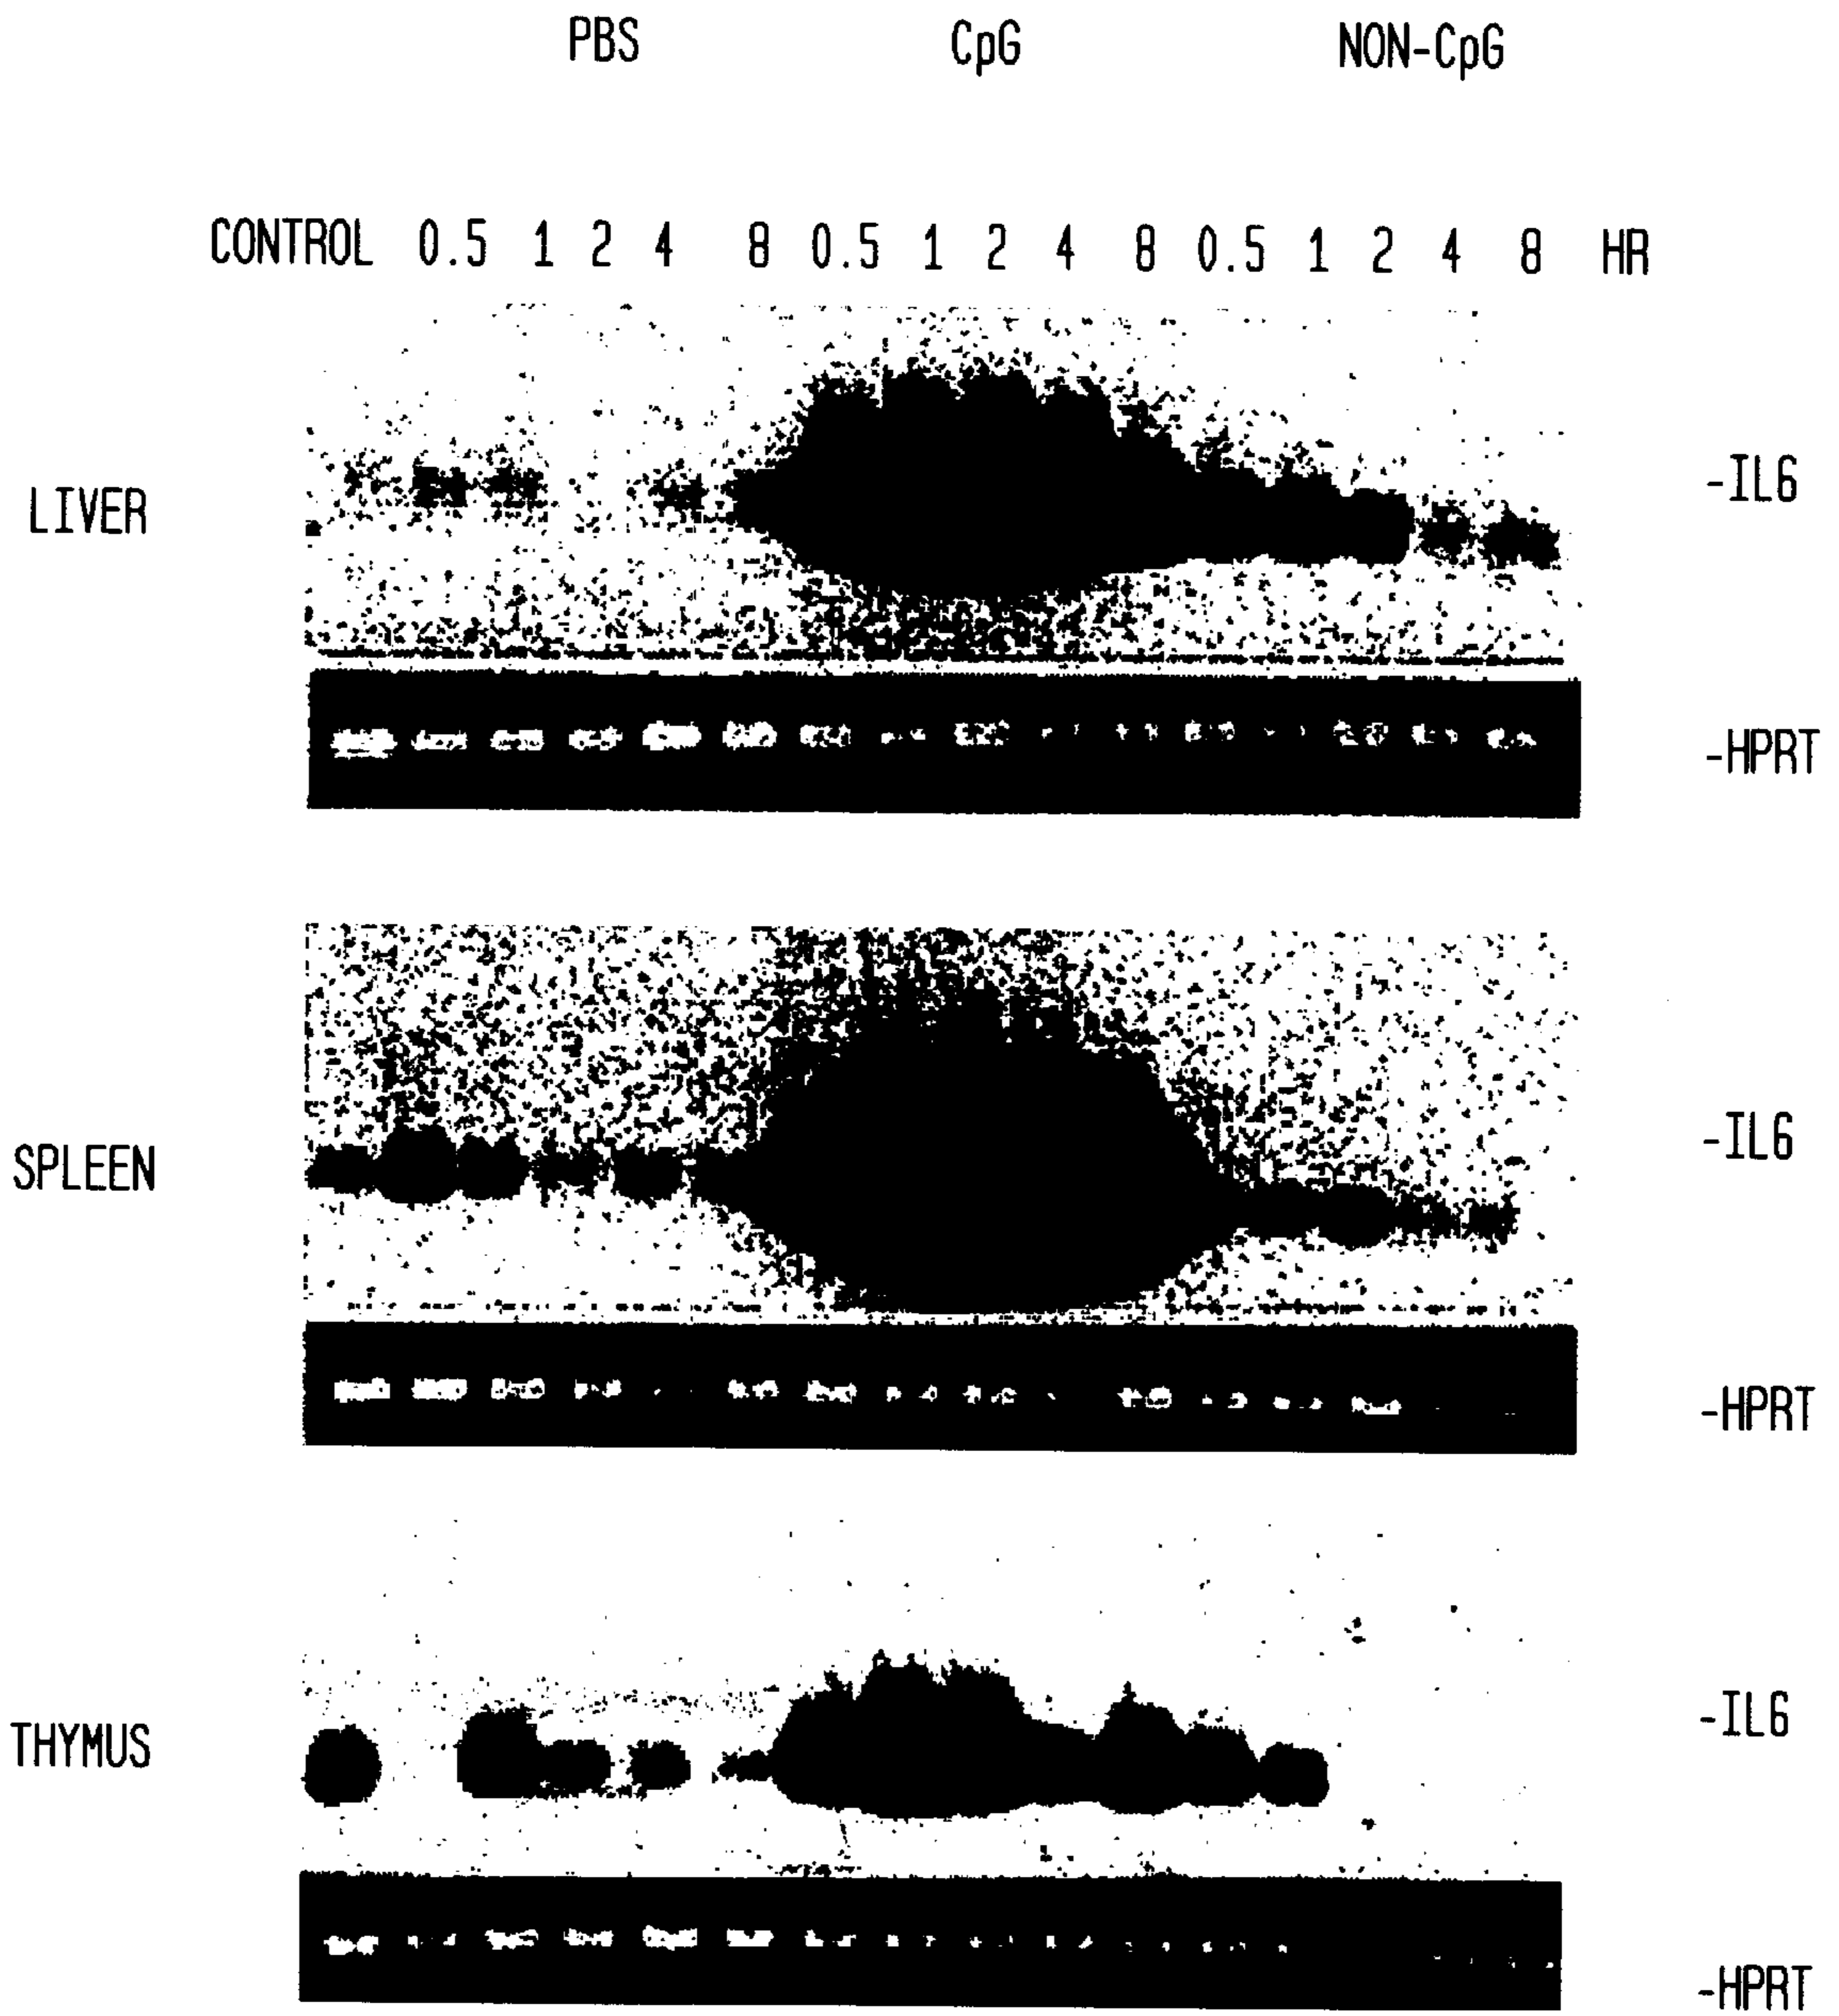 PBS CpG NON-CpG
CONTROL 0.5 1 2 4 8 0.5 1 2 4 8 0.5 1 2 4 8 HR
-IL6
LIVER
-HPRT
-IL6
SPLEEN
-HPRT
-IL6
THYMUS
-HPRT